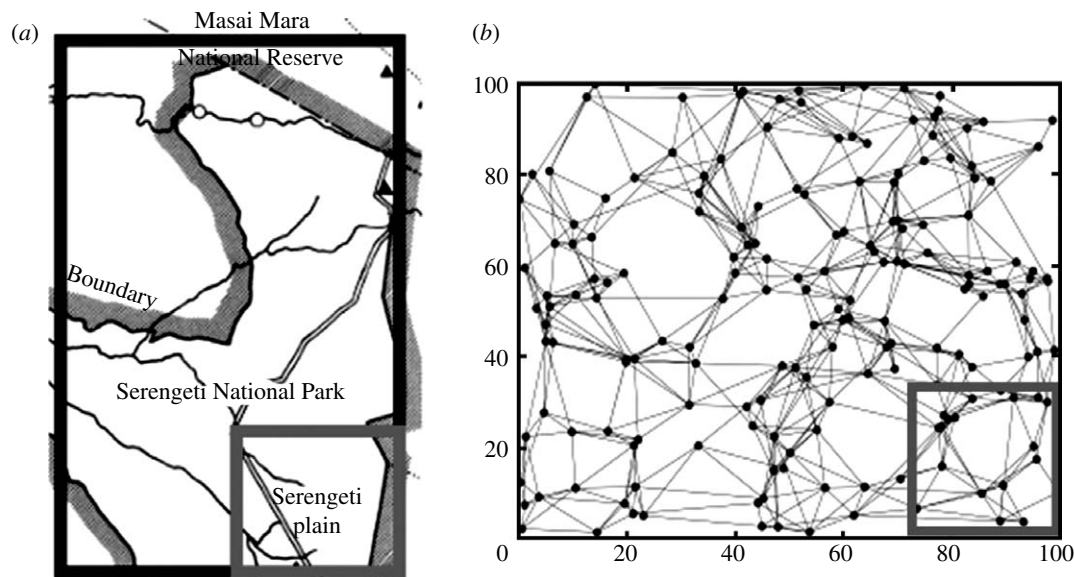 (a)
Masai Mara
National Reserve
Boundary
Serengeti National Park
Serengeti
plain
(b)
100
80
60
40
20
0
20
40
60
80
100